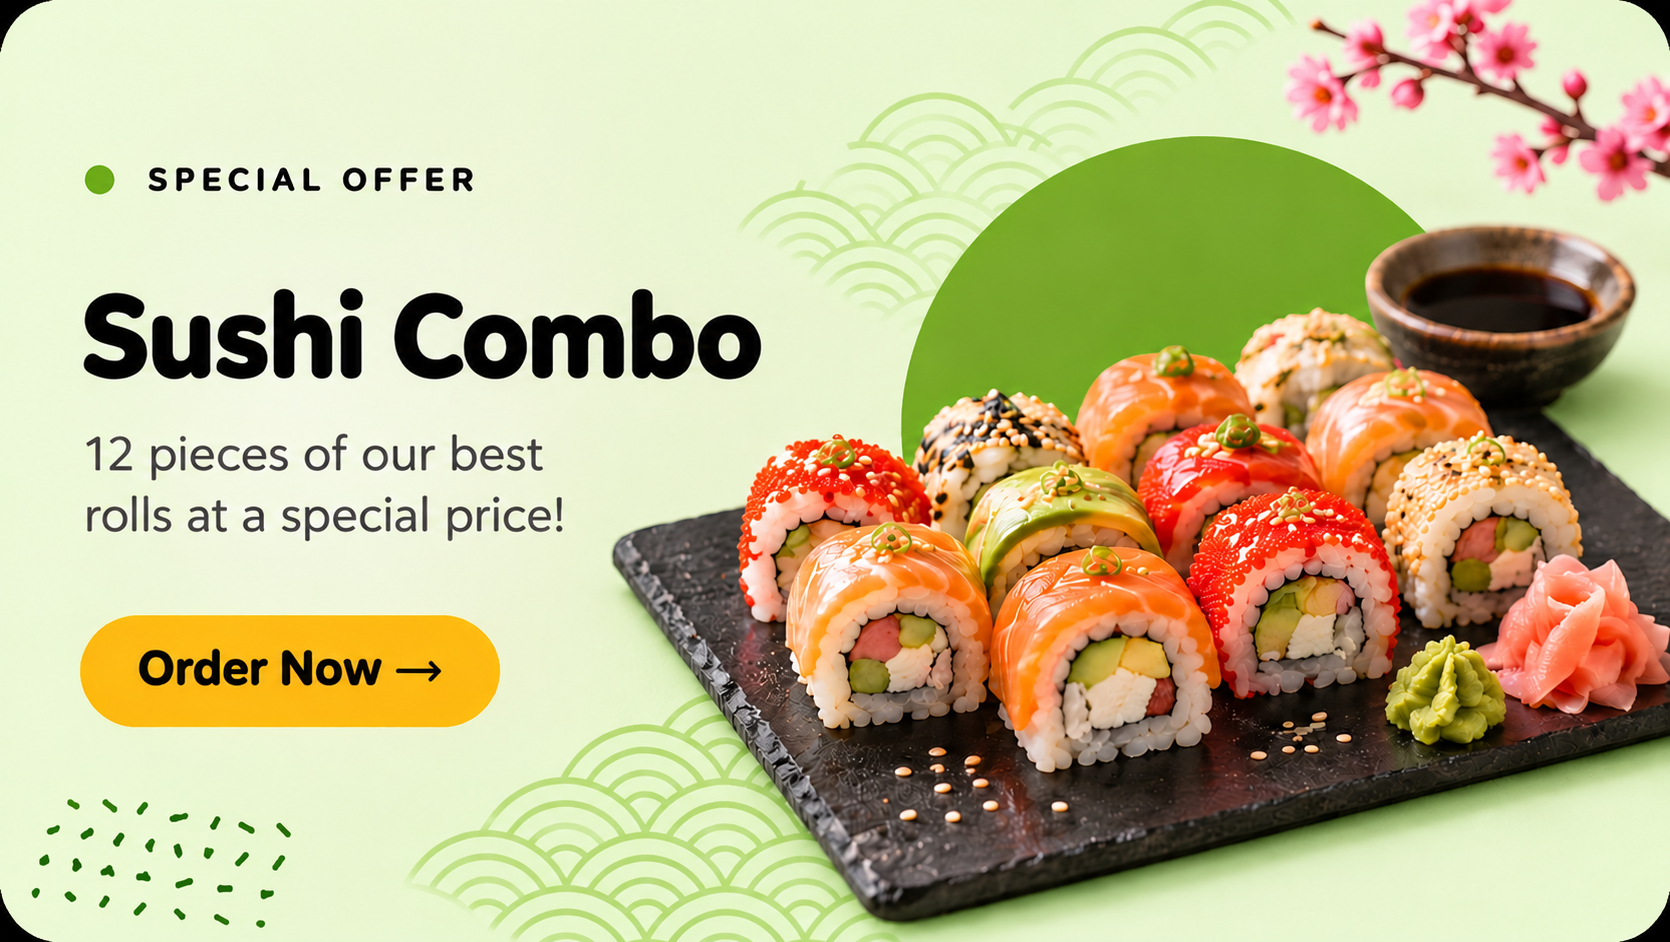 SPECIAL OFFER
Sushi Combo
12 pieces of our best
rolls at a special price!
Order Now →